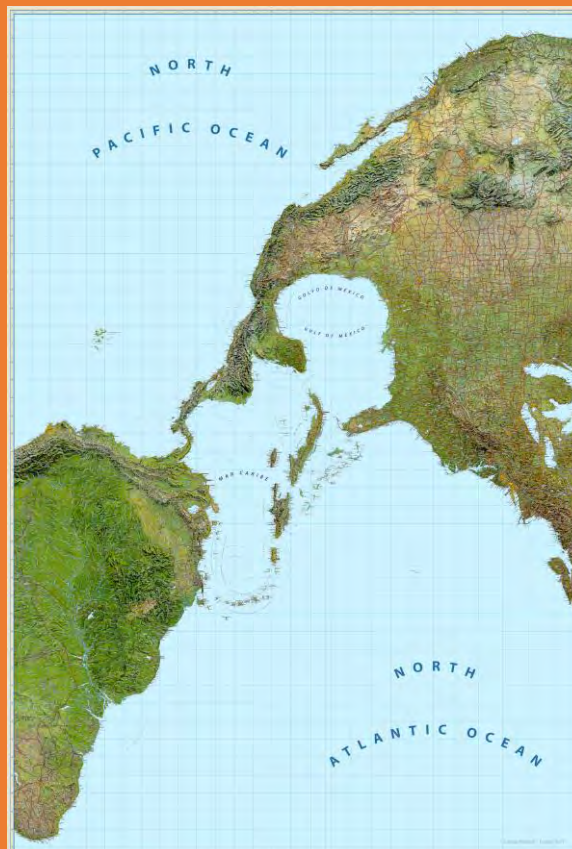 NORTH
PACIFIC OCEAN
GOLFO DE MÉXICO
GULF OF MEXICO
MAR CARIBE
NORTH
ATLANTIC OCEAN